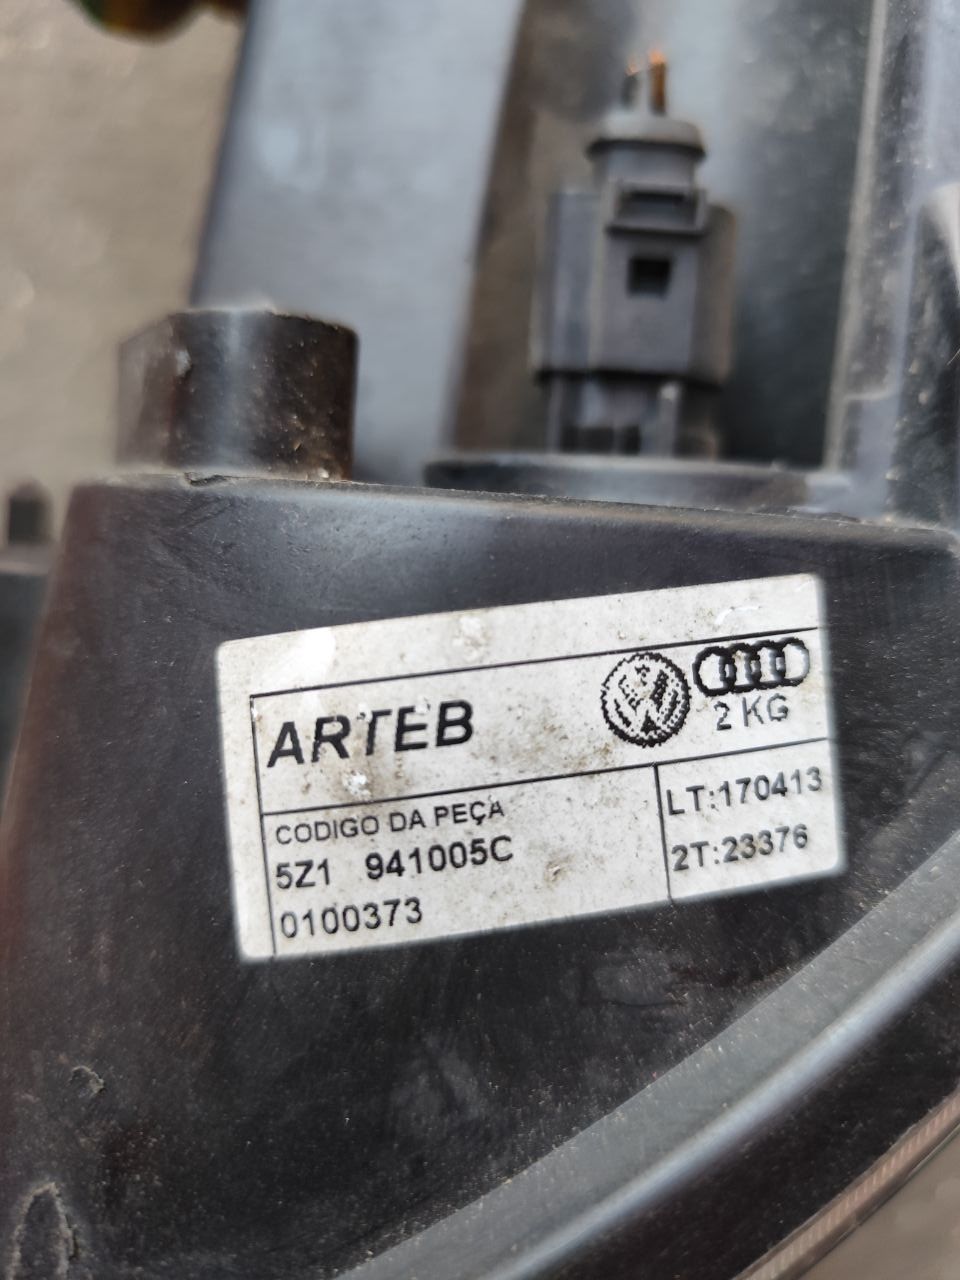 ARTEB
2 KG
CODIGO DA PEÇA
5Z1 941005C
0100373
LT:170413
2T:23376